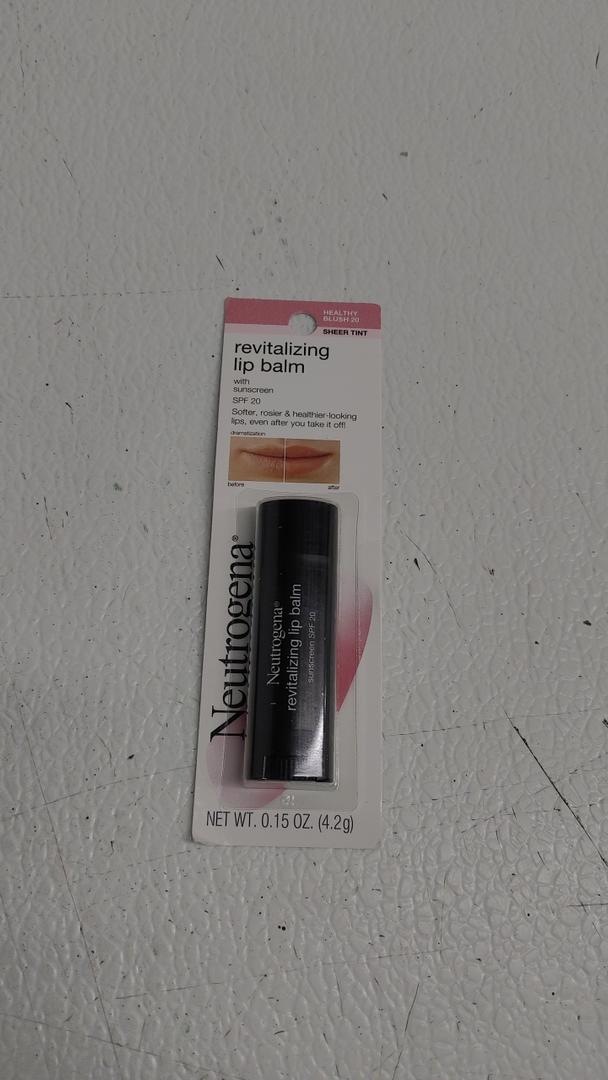 HEALTHY
BLUSH 20
SHEER TINT
revitalizing
lip balm
with
sunscreen
SPF 20
Softer, rosier & healthier-looking
lips, even after you take it off!
dramatization
before after
Neutrogena®
Neutrogena®
revitalizing lip balm
sunscreen SPF 20
NET WT. 0.15 OZ. (4.2g)